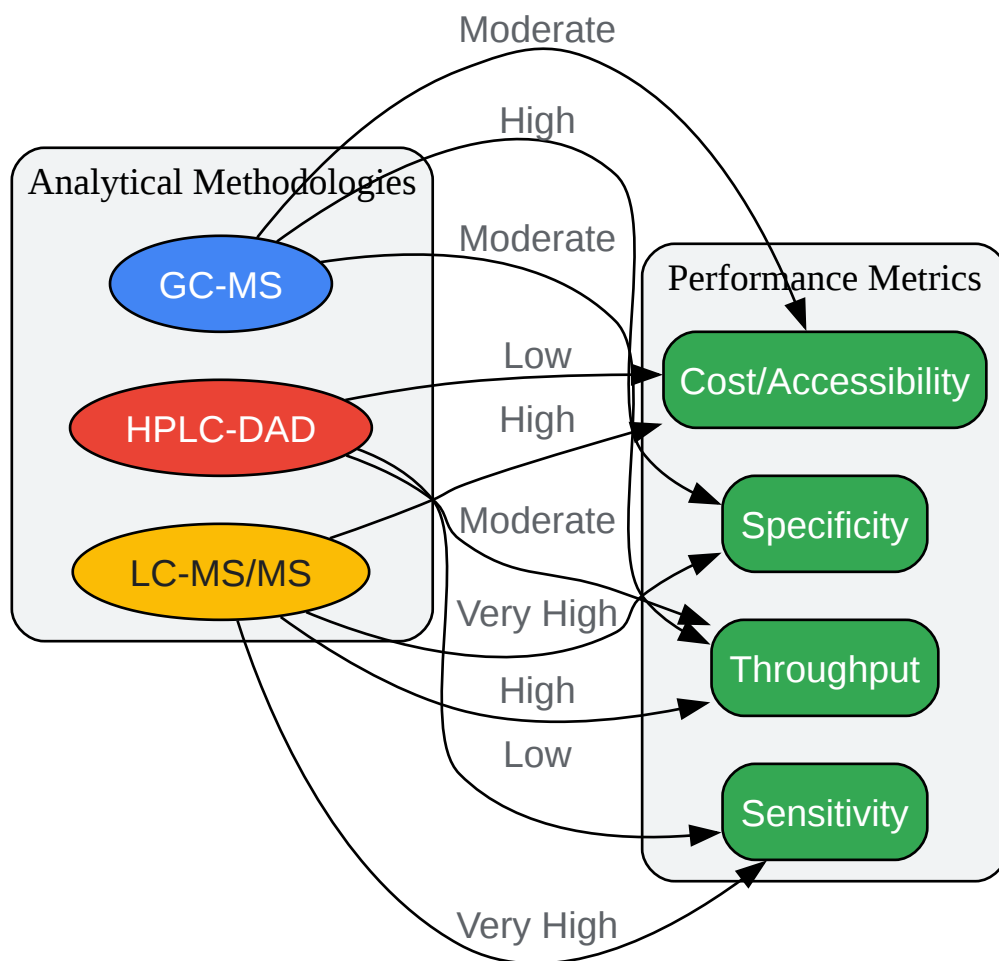 Moderate
High
Analytical Methodologies
Moderate
GC-MS
Performance Metrics
Low
Cost/Accessibility
HPLC-DAD
High
Moderate
Specificity
LC-MS/MS
Very High
Throughput
High
Low
Sensitivity
Very High